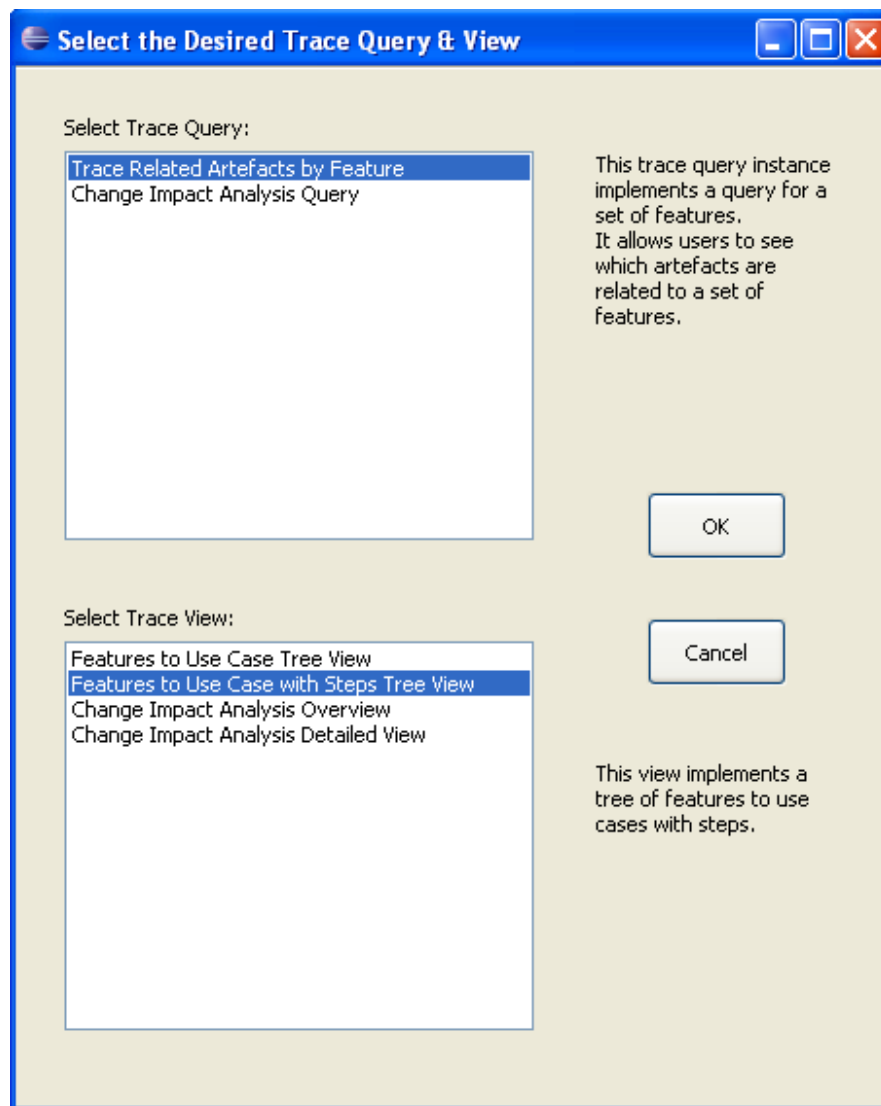 Select the Desired Trace Query & View
Select Trace Query:
Trace Related Artefacts by Feature
Change Impact Analysis Query
This trace query instance
implements a query for a
set of features.
It allows users to see
which artefacts are
related to a set of
features.
OK
Select Trace View:
Features to Use Case Tree View
Features to Use Case with Steps Tree View
Change Impact Analysis Overview
Change Impact Analysis Detailed View
Cancel
This view implements a
tree of features to use
cases with steps.